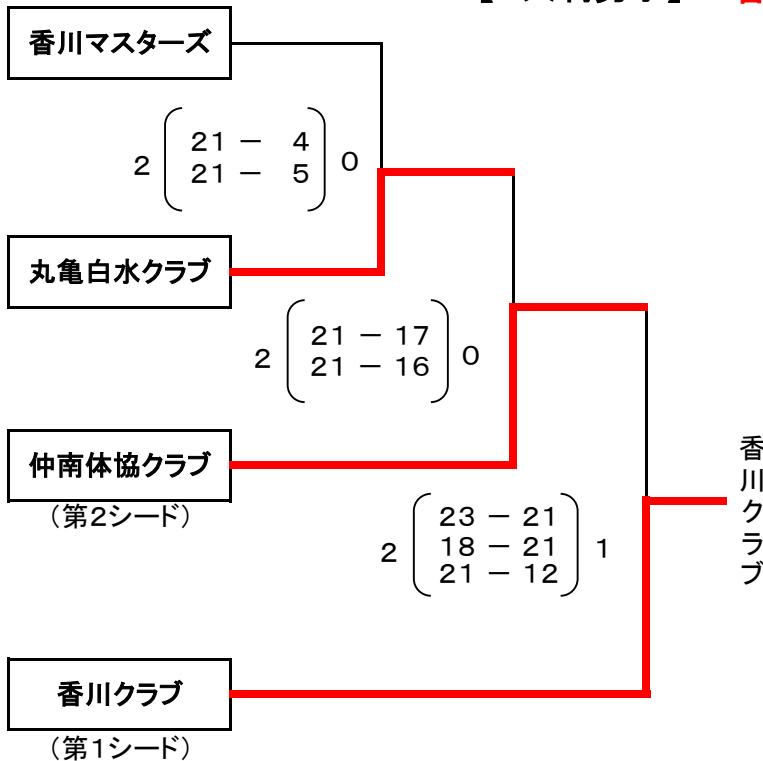 香川マスターズ
2 21 － 4 0
21 － 5
丸亀白水クラブ
2 21 － 17 0
21 － 16
仲南体協クラブ
（第２シード）
2 23 － 21 1
18 － 21
21 － 12
香川クラブ
香川クラブ
（第１シード）